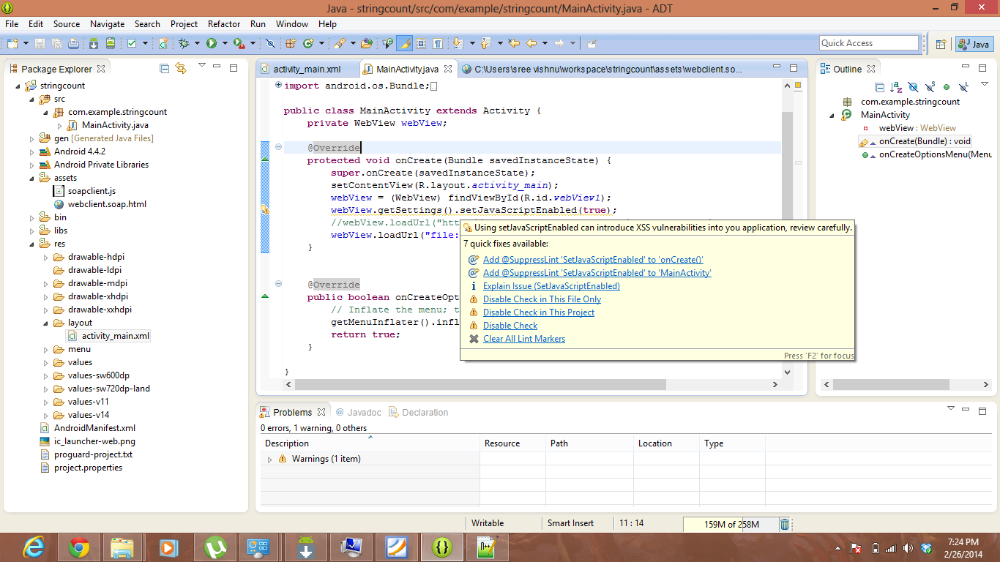 Java - stringcount/src/com/example/stringcount/MainActivity.java - ADT
File Edit Source Navigate Search Project Refactor Run Window Help
Quick Access
Java
Package Explorer
stringcount
src
com.example.stringcount
MainActivity.java
gen [Generated Java Files]
Android 4.4.2
Android Private Libraries
assets
soapclient.js
webclient.soap.html
bin
libs
res
drawable-hdpi
drawable-ldpi
drawable-mdpi
drawable-xhdpi
drawable-xxhdpi
layout
activity_main.xml
menu
values
values-sw600dp
values-sw720dp-land
values-v11
values-v14
AndroidManifest.xml
ic_launcher-web.png
proguard-project.txt
project.properties
activity_main.xml
MainActivity.java
C:\Users\sree vishnu\workspace\stringcount\assets\webclient.so...
import android.os.Bundle;
public class MainActivity extends Activity {
private WebView webView;
@Override
protected void onCreate(Bundle savedInstanceState) {
super.onCreate(savedInstanceState);
setContentView(R.layout.activity_main);
webView = (WebView) findViewById(R.id.webView1);
webView.getSettings().setJavaScriptEnabled(true);
//webView.loadUrl("htt
webView.loadUrl("file:
}
@Override
public boolean onCreateOpt
// Inflate the menu; t
getMenuInflater().infl
return true;
}
}
Using setJavaScriptEnabled can introduce XSS vulnerabilities into you application, review carefully.
7 quick fixes available:
Add @SuppressLint 'SetJavaScriptEnabled' to 'onCreate()'
Add @SuppressLint 'SetJavaScriptEnabled' to 'MainActivity'
Explain Issue (SetJavaScriptEnabled)
Disable Check in This File Only
Disable Check in This Project
Disable Check
Clear All Lint Markers
Press 'F2' for focus
Outline
com.example.stringcount
MainActivity
webView : WebView
onCreate(Bundle) : void
onCreateOptionsMenu(Menu
Problems
@ Javadoc
Declaration
0 errors, 1 warning, 0 others
Description Resource Path Location Type
Warnings (1 item)
Writable Smart Insert 11 : 14 159M of 258M
7:24 PM
2/26/2014